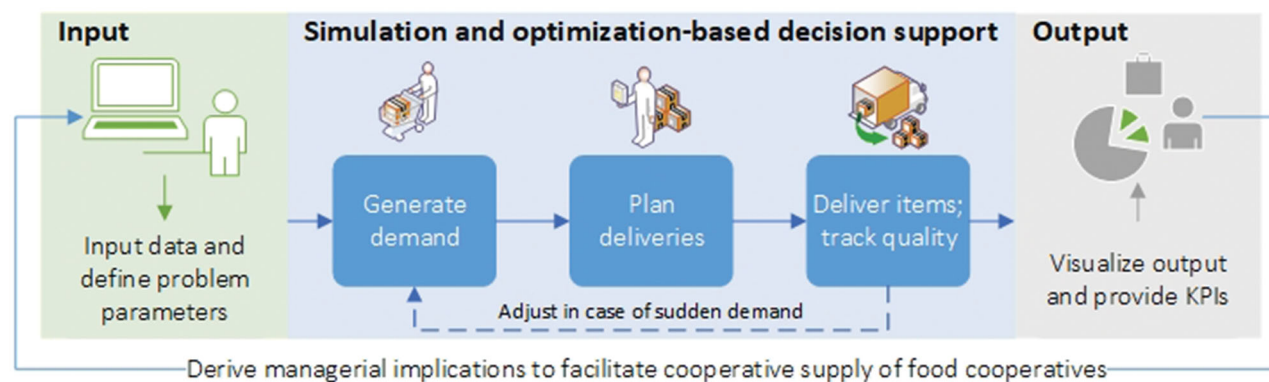 Input
Simulation and optimization-based decision support
Output
Input data and
define problem
parameters
Generate
demand
Plan
deliveries
Deliver items;
track quality
Adjust in case of sudden demand
Visualize output
and provide KPIs
Derive managerial implications to facilitate cooperative supply of food cooperatives